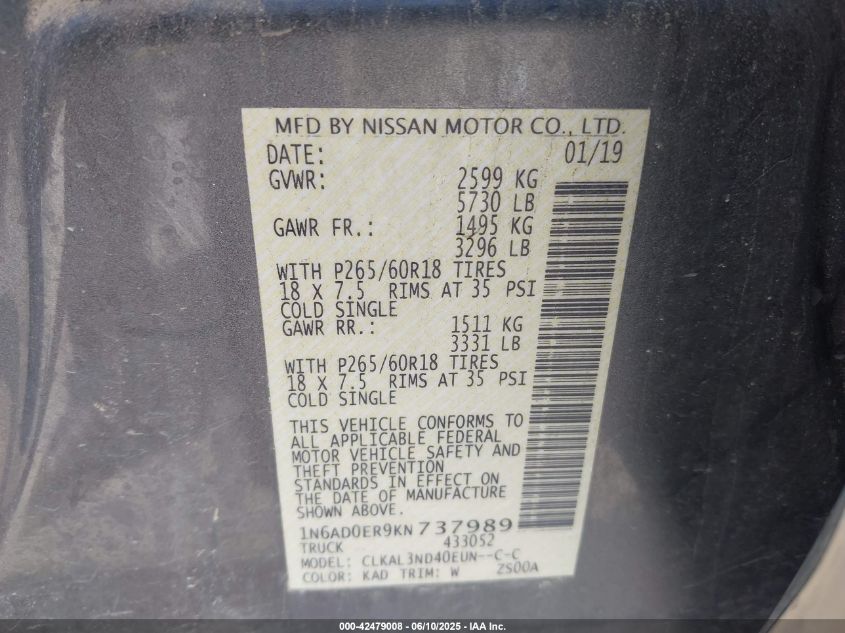 MFD BY NISSAN MOTOR CO., LTD.
DATE: 01/19
GVWR: 2599 KG
5730 LB
GAWR FR.: 1495 KG
3296 LB
WITH P265/60R18 TIRES
18 X 7.5 RIMS AT 35 PSI
COLD SINGLE
GAWR RR.: 1511 KG
3331 LB
WITH P265/60R18 TIRES
18 X 7.5 RIMS AT 35 PSI
COLD SINGLE
THIS VEHICLE CONFORMS TO
ALL APPLICABLE FEDERAL
MOTOR VEHICLE SAFETY AND
THEFT PREVENTION
STANDARDS IN EFFECT ON
THE DATE OF MANUFACTURE
SHOWN ABOVE.
1N6AD0ER9KN737989
TRUCK 433052
MODEL: CLKAL3ND40EUN--C-C
COLOR: KAD TRIM: W ZS00A
000-42479008 - 06/10/2025 - IAA Inc.